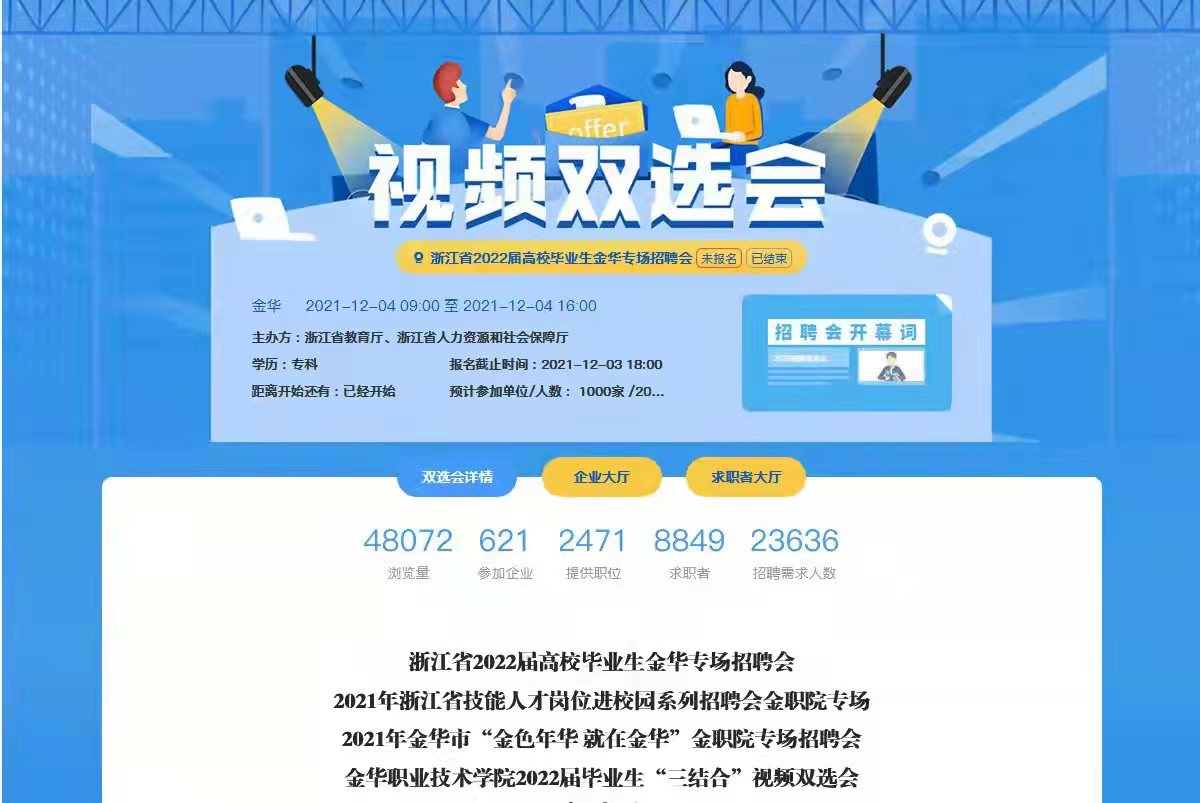 offer
视频双选会
浙江省2022届高校毕业生金华专场招聘会 未报名 已结束
金华 2021-12-04 09:00 至 2021-12-04 16:00
主办方：浙江省教育厅、浙江省人力资源和社会保障厅
学历：专科 报名截止时间：2021-12-03 18:00
距离开始还有：已经开始 预计参加单位/人数： 1000家 /20...
招聘会开幕词
双选会详情 企业大厅 求职者大厅
48072 621 2471 8849 23636
浏览量 参加企业 提供职位 求职者 招聘需求人数
浙江省2022届高校毕业生金华专场招聘会
2021年浙江省技能人才岗位进校园系列招聘会金职院专场
2021年金华市“金色年华 就在金华”金职院专场招聘会
金华职业技术学院2022届毕业生“三结合”视频双选会